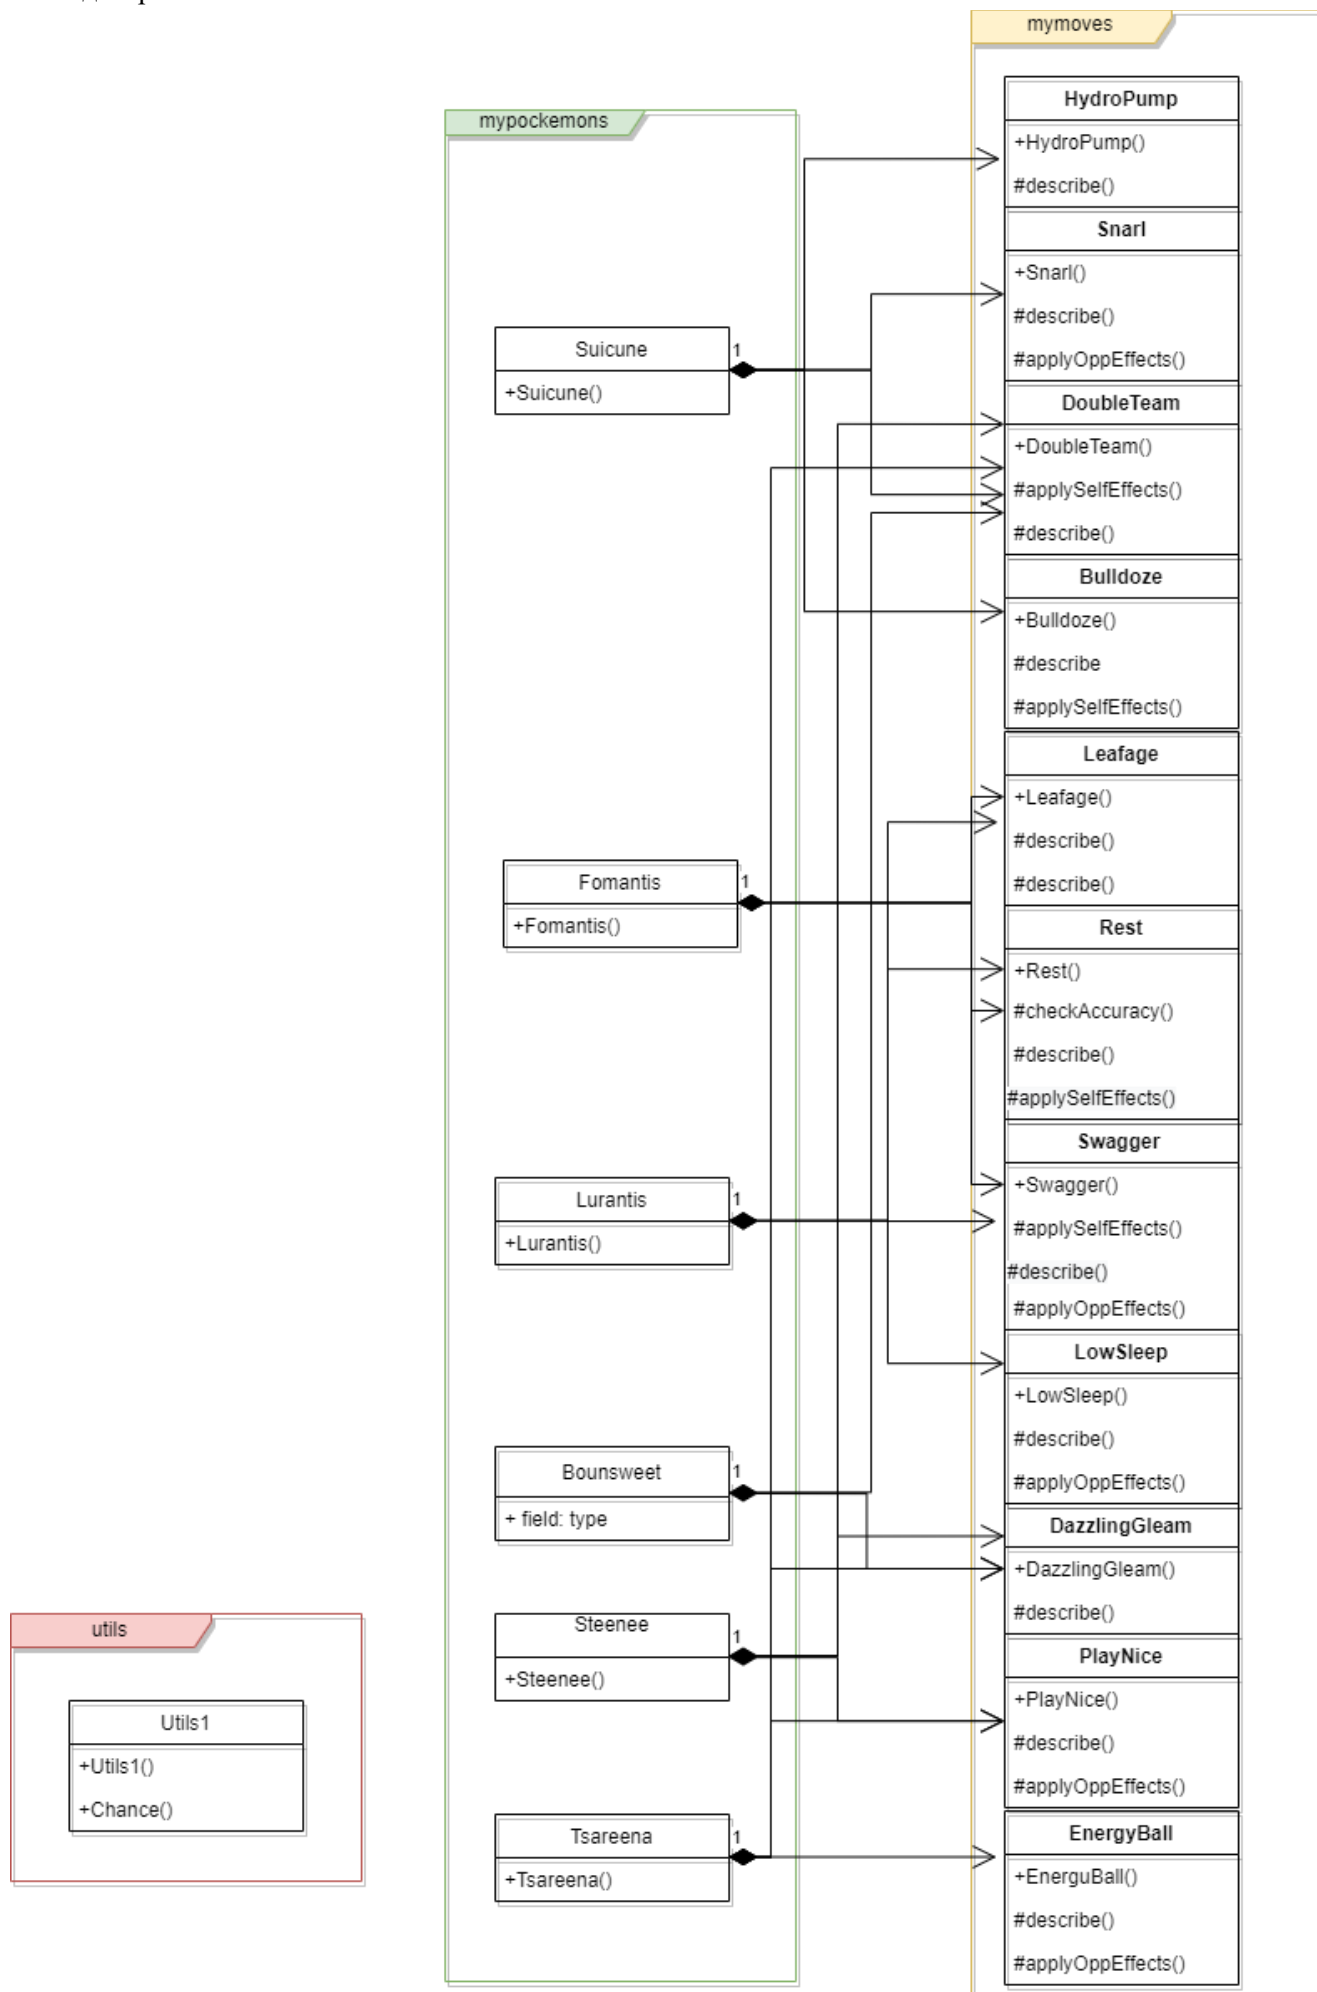 mymoves
HydroPump
+HydroPump()
#describe()
Snarl
+Snarl()
#describe()
#applyOppEffects()
DoubleTeam
+DoubleTeam()
#applySelfEffects()
#describe()
Bulldoze
+Bulldoze()
#describe
#applySelfEffects()
Leafage
+Leafage()
#describe()
#describe()
Rest
+Rest()
#checkAccuracy()
#describe()
#applySelfEffects()
Swagger
+Swagger()
#applySelfEffects()
#describe()
#applyOppEffects()
LowSleep
+LowSleep()
#describe()
#applyOppEffects()
DazzlingGleam
+DazzlingGleam()
#describe()
PlayNice
+PlayNice()
#describe()
#applyOppEffects()
EnergyBall
+EnerguBall()
#describe()
#applyOppEffects()
mypockemons
Suicune
1
+Suicune()
Fomantis
1
+Fomantis()
Lurantis
1
+Lurantis()
Bounsweet
1
+ field: type
Steenee
1
+Steenee()
Tsareena
1
+Tsareena()
utils
Utils1
+Utils1()
+Chance()